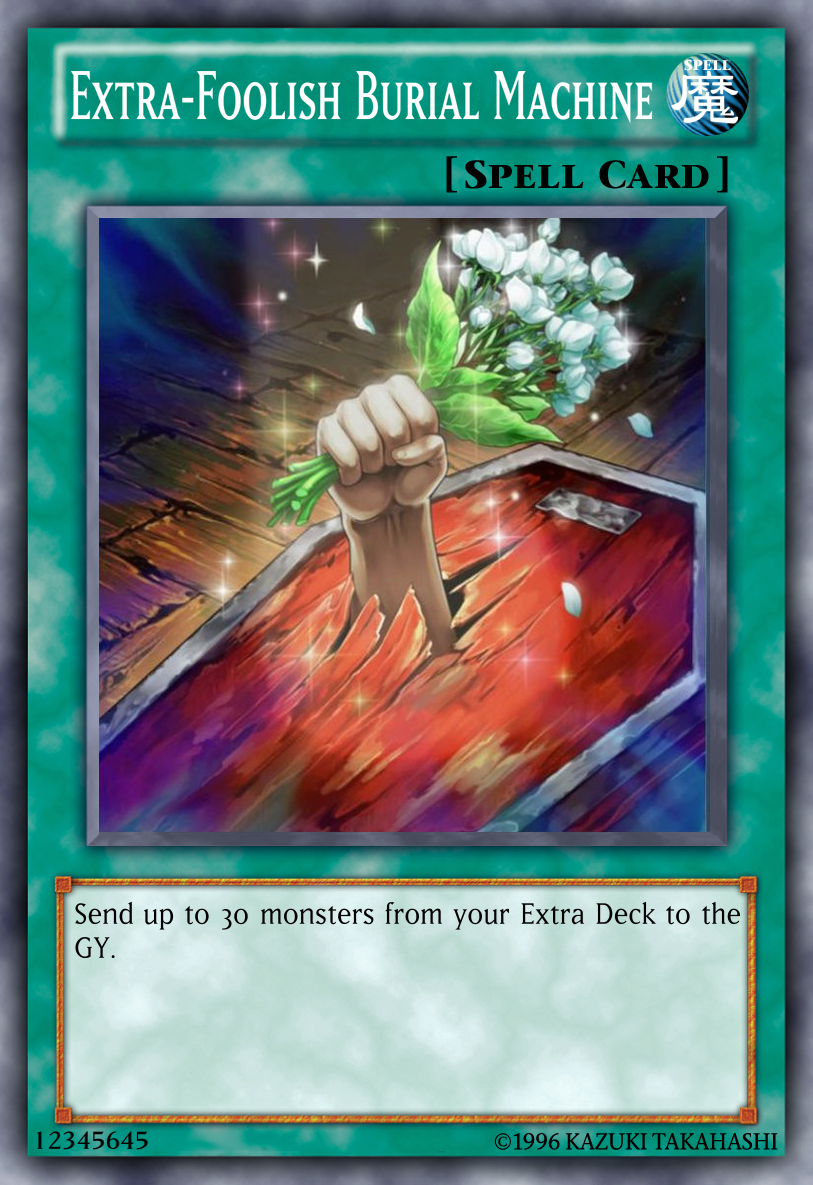 Extra-Foolish Burial Machine
SPELL
魔
[Spell Card]
Send up to 30 monsters from your Extra Deck to the
GY.
12345645
©1996 KAZUKI TAKAHASHI